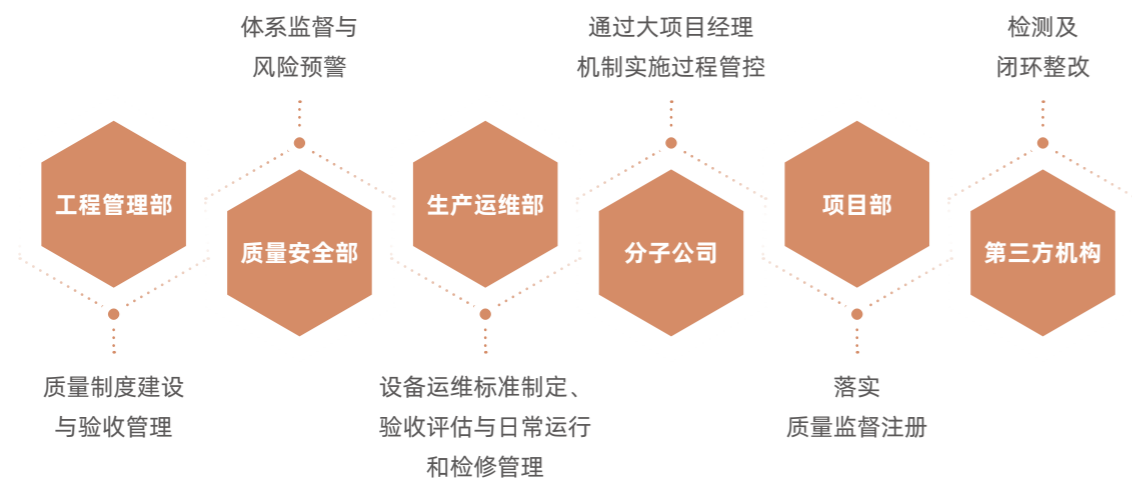 体系监督与
风险预警
通过大项目经理
机制实施过程管控
检测及
闭环整改
工程管理部
质量安全部
生产运维部
分子公司
项目部
第三方机构
质量制度建设
与验收管理
设备运维标准制定、
验收评估与日常运行
和检修管理
落实
质量监督注册